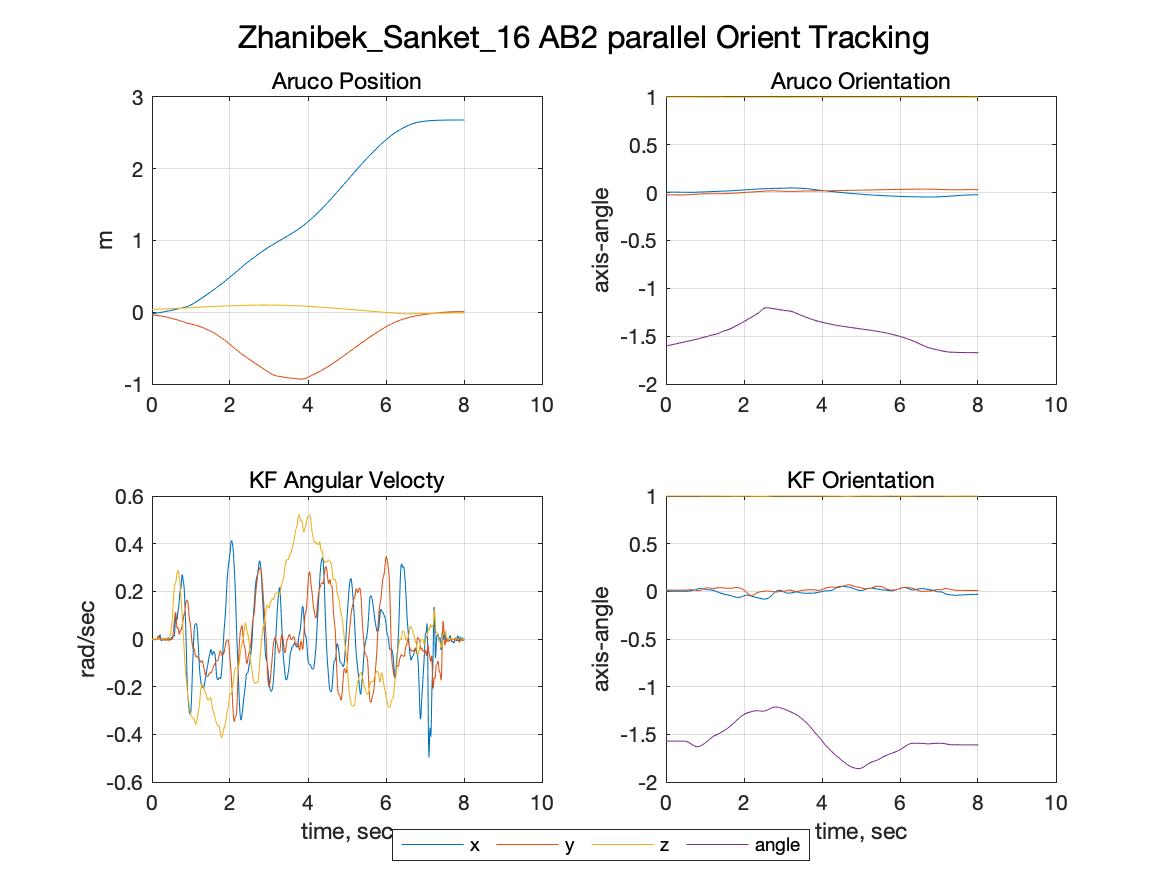 Zhanibek_Sanket_16 AB2 parallel Orient Tracking
Aruco Position
3
2
1
0
-1
m
0 2 4 6 8 10
Aruco Orientation
1
0.5
0
-0.5
-1
-1.5
-2
axis-angle
0 2 4 6 8 10
KF Angular Velocty
0.6
0.4
0.2
0
-0.2
-0.4
-0.6
rad/sec
0 2 4 6 8 10
time, sec
KF Orientation
1
0.5
0
-0.5
-1
-1.5
-2
axis-angle
0 2 4 6 8 10
time, sec
x y z angle